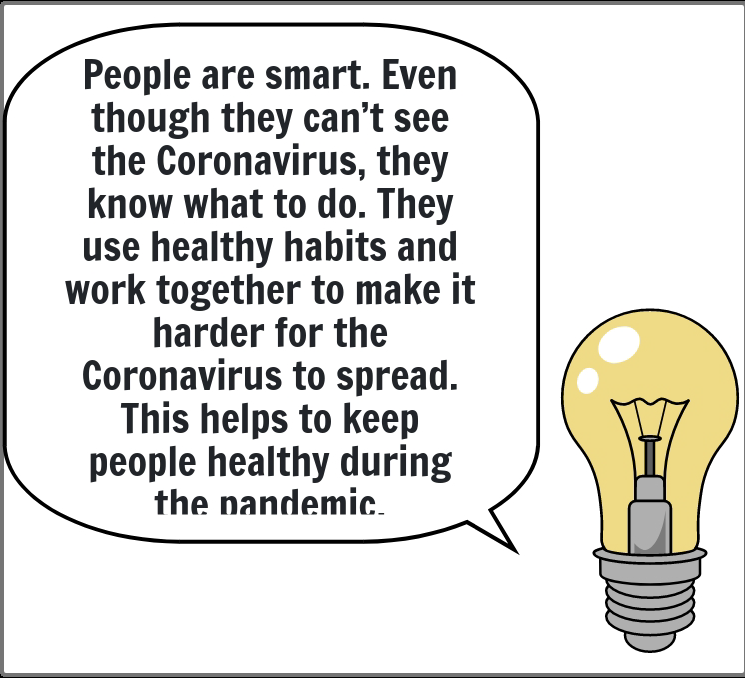 People are smart. Even
though they can’t see
the Coronavirus, they
know what to do. They
use healthy habits and
work together to make it
harder for the
Coronavirus to spread.
This helps to keep
people healthy during
the pandemic.